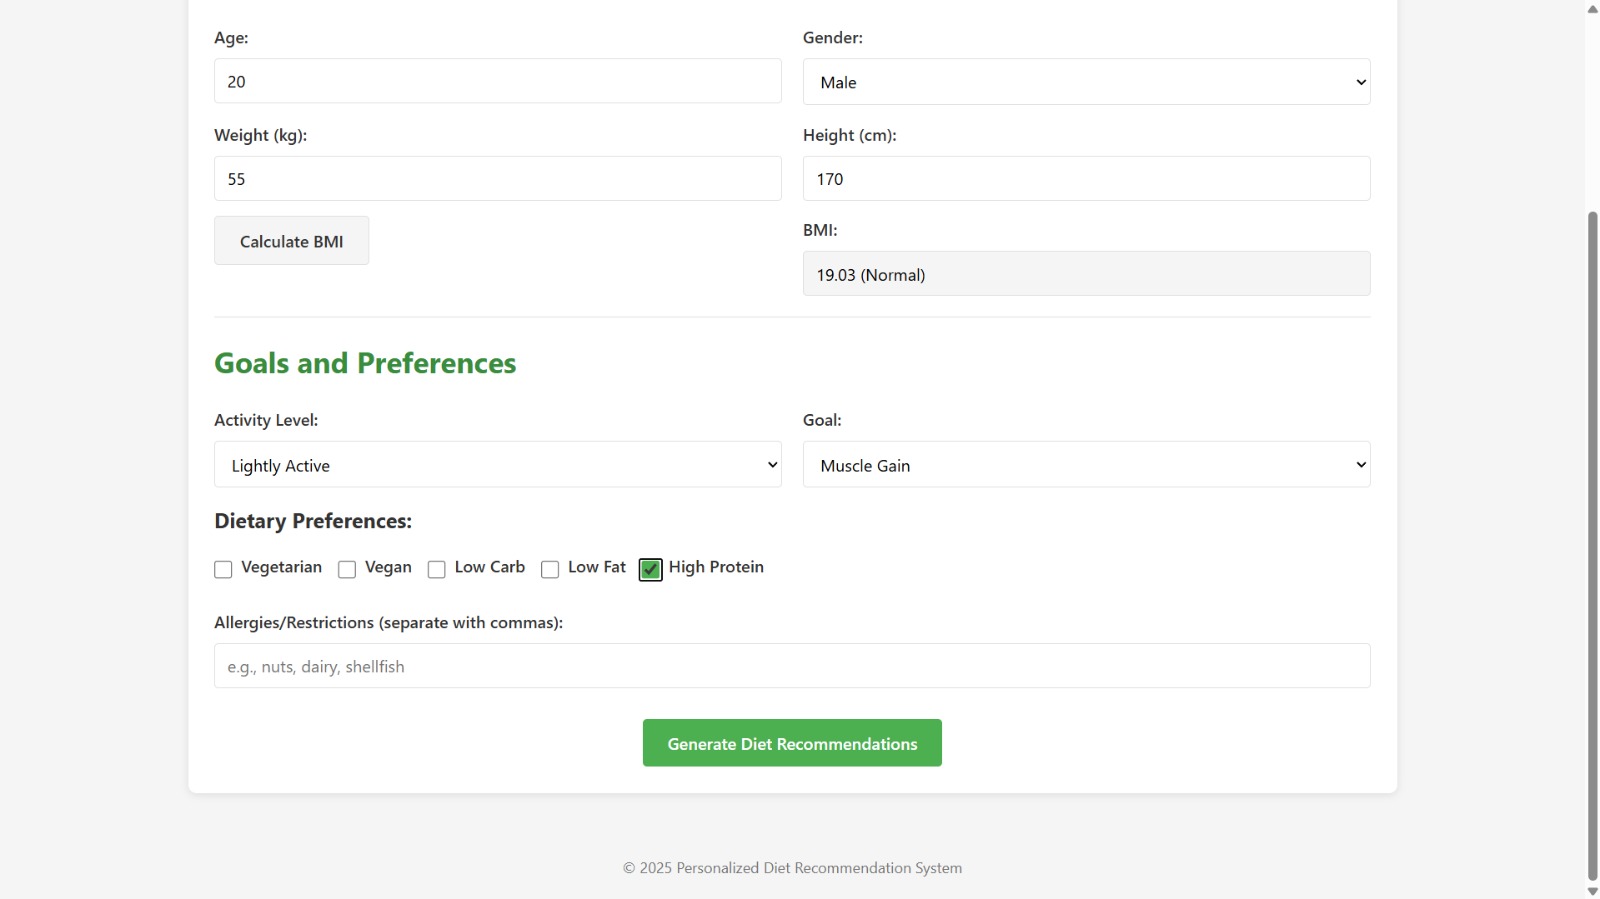 Age:
Gender:
20
Male
Weight (kg):
Height (cm):
55
170
Calculate BMI
BMI:
19.03 (Normal)
Goals and Preferences
Activity Level:
Goal:
Lightly Active
Muscle Gain
Dietary Preferences:
Vegetarian Vegan Low Carb Low Fat High Protein
Allergies/Restrictions (separate with commas):
e.g., nuts, dairy, shellfish
Generate Diet Recommendations
© 2025 Personalized Diet Recommendation System